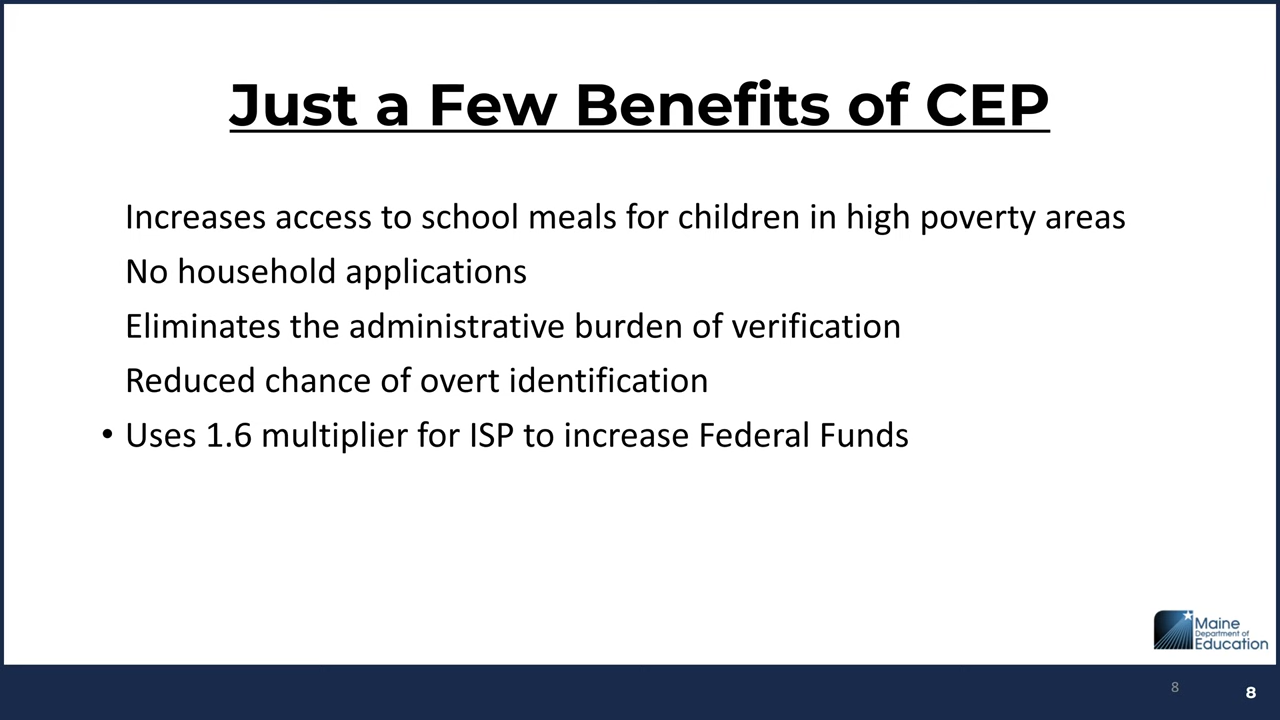 Just a Few Benefits of CEP
Increases access to school meals for children in high poverty areas
No household applications
Eliminates the administrative burden of verification
Reduced chance of overt identification
• Uses 1.6 multiplier for ISP to increase Federal Funds
Maine
Department of
Education
8
8